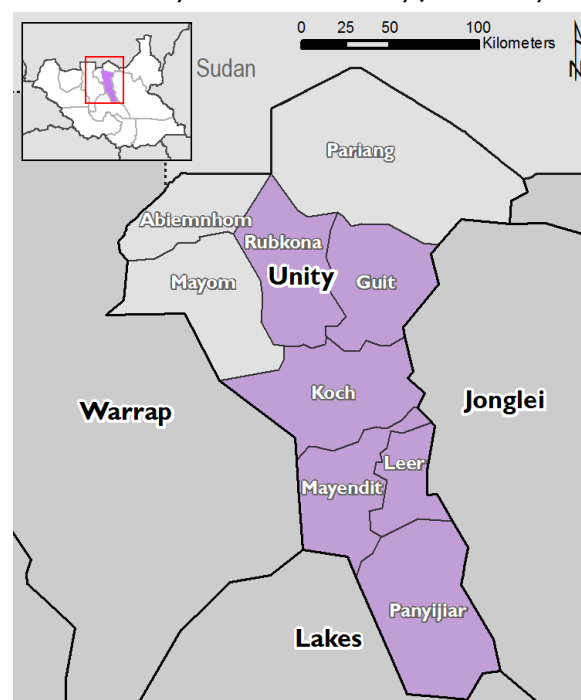 0 25 50 100
Kilometers
N
Sudan
Pariang
Abiemnhom
Rubkona
Unity
Mayom
Guit
Koch
Warrap
Jonglei
Leer
Mayendit
Panyijiar
Lakes